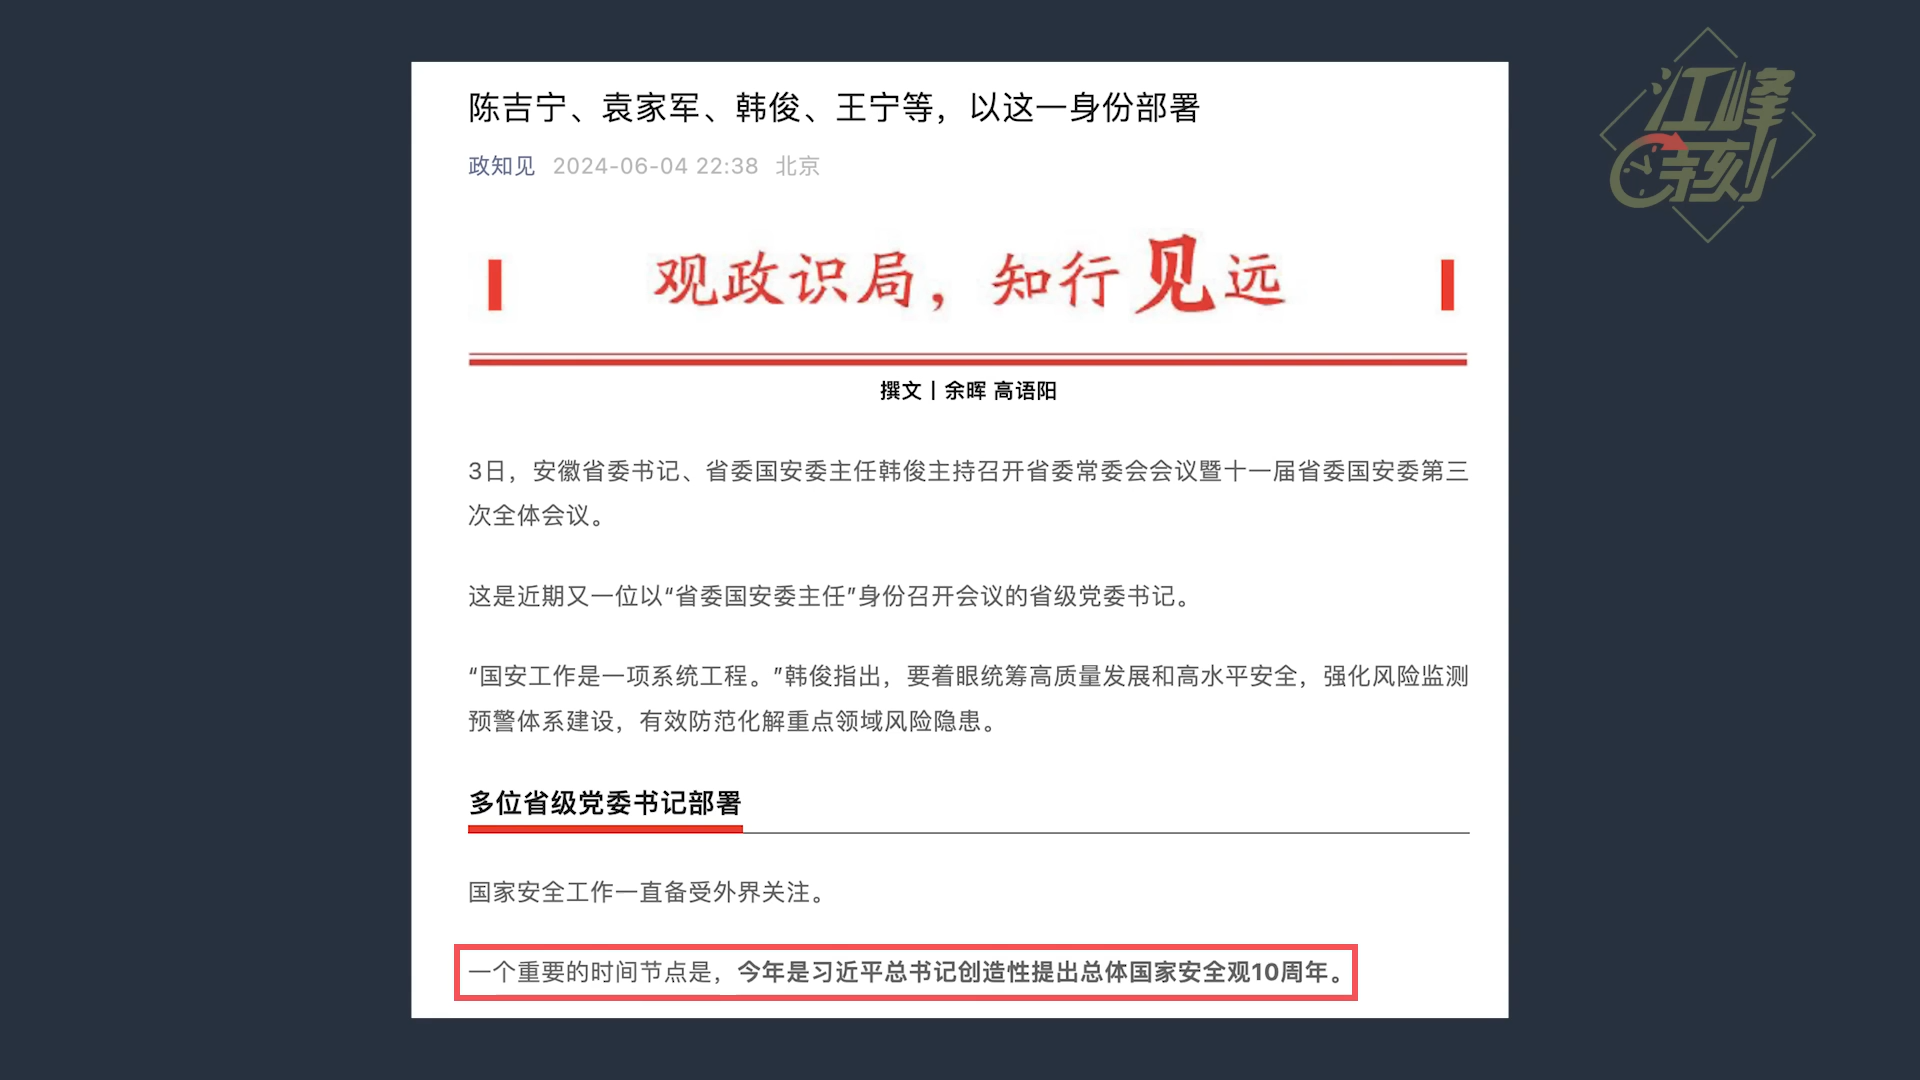 陈吉宁、袁家军、韩俊、王宁等，以这一身份部署
江峰
时刻
政知见 2024-06-04 22:38 北京
观政识局，知行见远
撰文丨余晖 高语阳
3日，安徽省委书记、省委国安委主任韩俊主持召开省委常委会会议暨十一届省委国安委第三
次全体会议。
这是近期又一位以“省委国安委主任”身份召开会议的省级党委书记。
“国安工作是一项系统工程。”韩俊指出，要着眼统筹高质量发展和高水平安全，强化风险监测
预警体系建设，有效防范化解重点领域风险隐患。
多位省级党委书记部署
国家安全工作一直备受外界关注。
一个重要的时间节点是，今年是习近平总书记创造性提出总体国家安全观10周年。